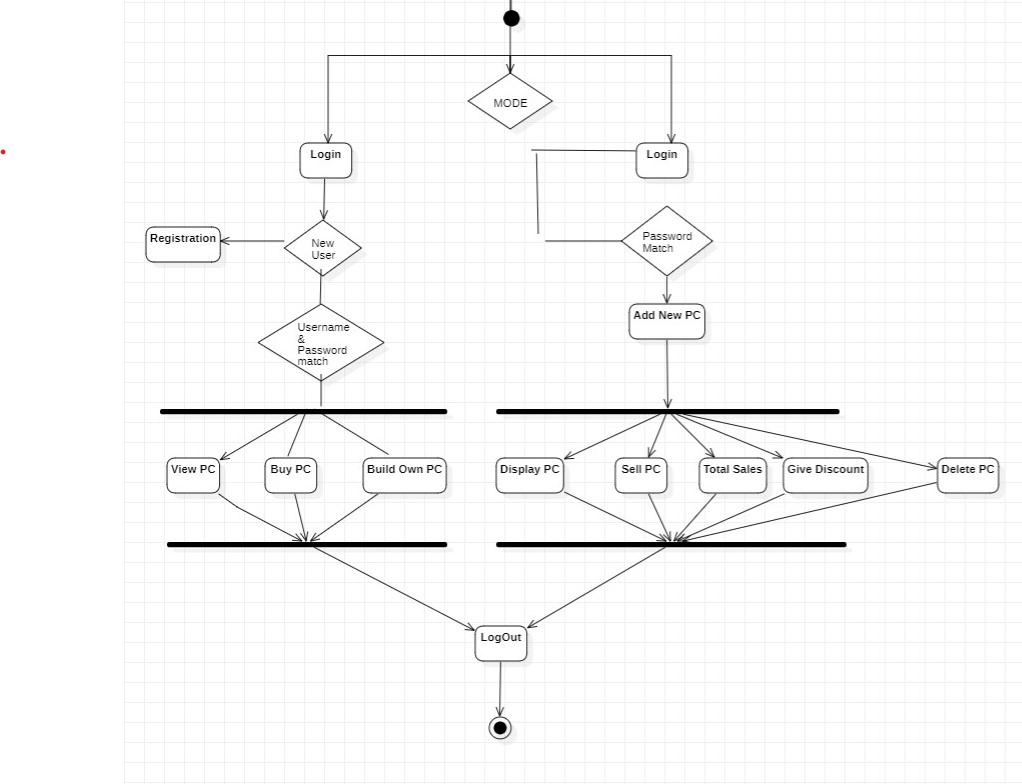 MODE
Login
Login
Registration
New
User
Password
Match
Add New PC
Username
&
Password
match
View PC
Buy PC
Build Own PC
Display PC
Sell PC
Total Sales
Give Discount
Delete PC
LogOut